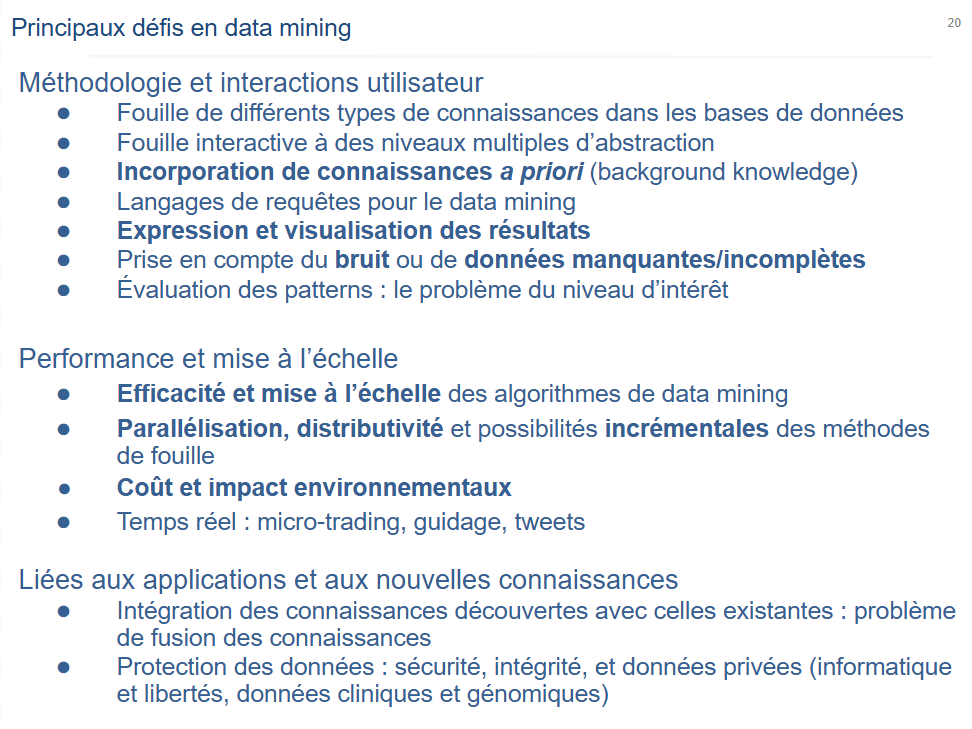 Principaux défis en data mining
20
Méthodologie et interactions utilisateur
● Fouille de différents types de connaissances dans les bases de données
● Fouille interactive à des niveaux multiples d’abstraction
● Incorporation de connaissances a priori (background knowledge)
● Langages de requêtes pour le data mining
● Expression et visualisation des résultats
● Prise en compte du bruit ou de données manquantes/incomplètes
● Évaluation des patterns : le problème du niveau d’intérêt
Performance et mise à l’échelle
● Efficacité et mise à l’échelle des algorithmes de data mining
● Parallélisation, distributivité et possibilités incrémentales des méthodes
de fouille
● Coût et impact environnementaux
● Temps réel : micro-trading, guidage, tweets
Liées aux applications et aux nouvelles connaissances
● Intégration des connaissances découvertes avec celles existantes : problème
de fusion des connaissances
● Protection des données : sécurité, intégrité, et données privées (informatique
et libertés, données cliniques et génomiques)